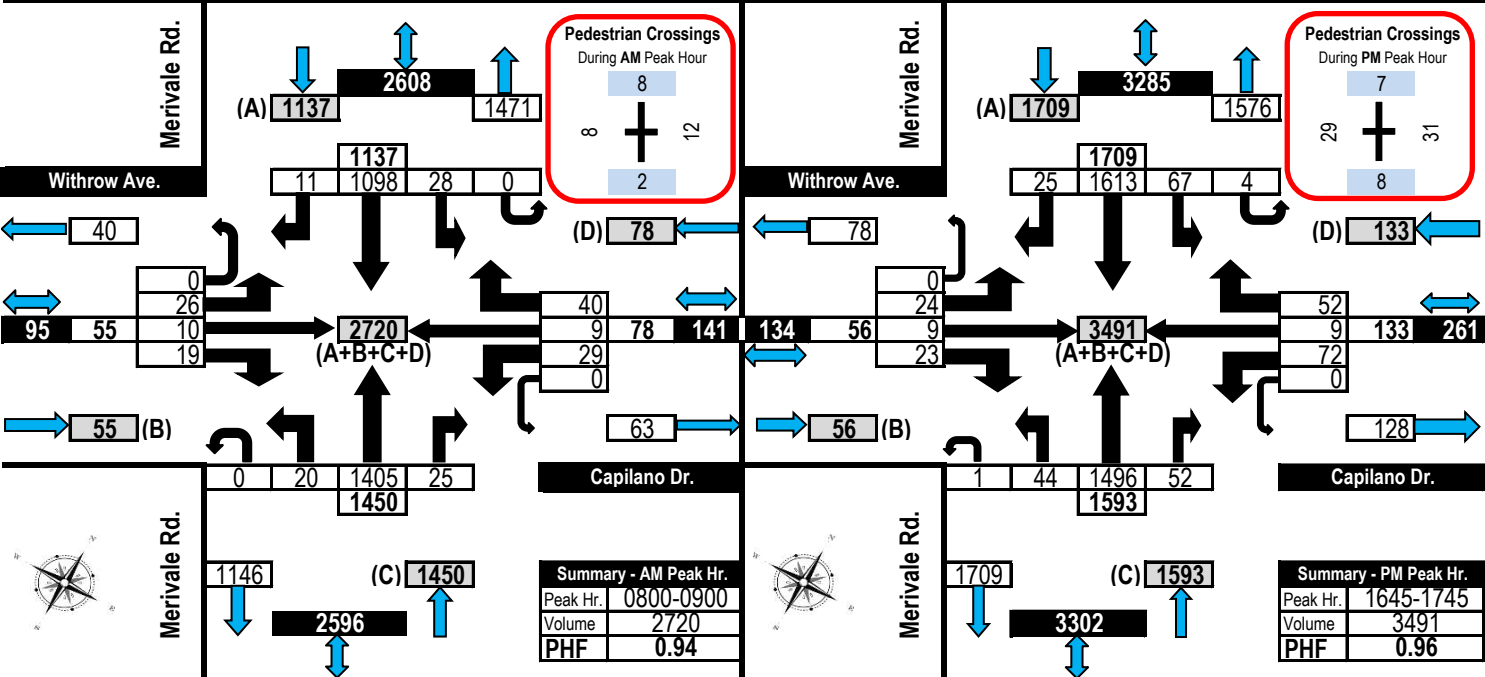 Merivale Rd.
2608
(A) 1137
1471
Pedestrian Crossings
During AM Peak Hour
8
8
12
2
1137
11 1098 28 0
Withrow Ave.
40
(D) 78
0
26
10
19
95 55
2720
(A+B+C+D)
40
9
29
0
78 141
55 (B)
63
0 20 1405 25
1450
Capilano Dr.
Merivale Rd.
1146
(C) 1450
2596
Summary - AM Peak Hr.
Peak Hr. 0800-0900
Volume 2720
PHF 0.94
Merivale Rd.
3285
(A) 1709
1576
Pedestrian Crossings
During PM Peak Hour
7
29
31
8
1709
25 1613 67 4
Withrow Ave.
78
(D) 133
0
24
9
23
134 56
3491
(A+B+C+D)
52
9
72
0
133 261
56 (B)
128
1 44 1496 52
1593
Capilano Dr.
Merivale Rd.
1709
(C) 1593
3302
Summary - PM Peak Hr.
Peak Hr. 1645-1745
Volume 3491
PHF 0.96